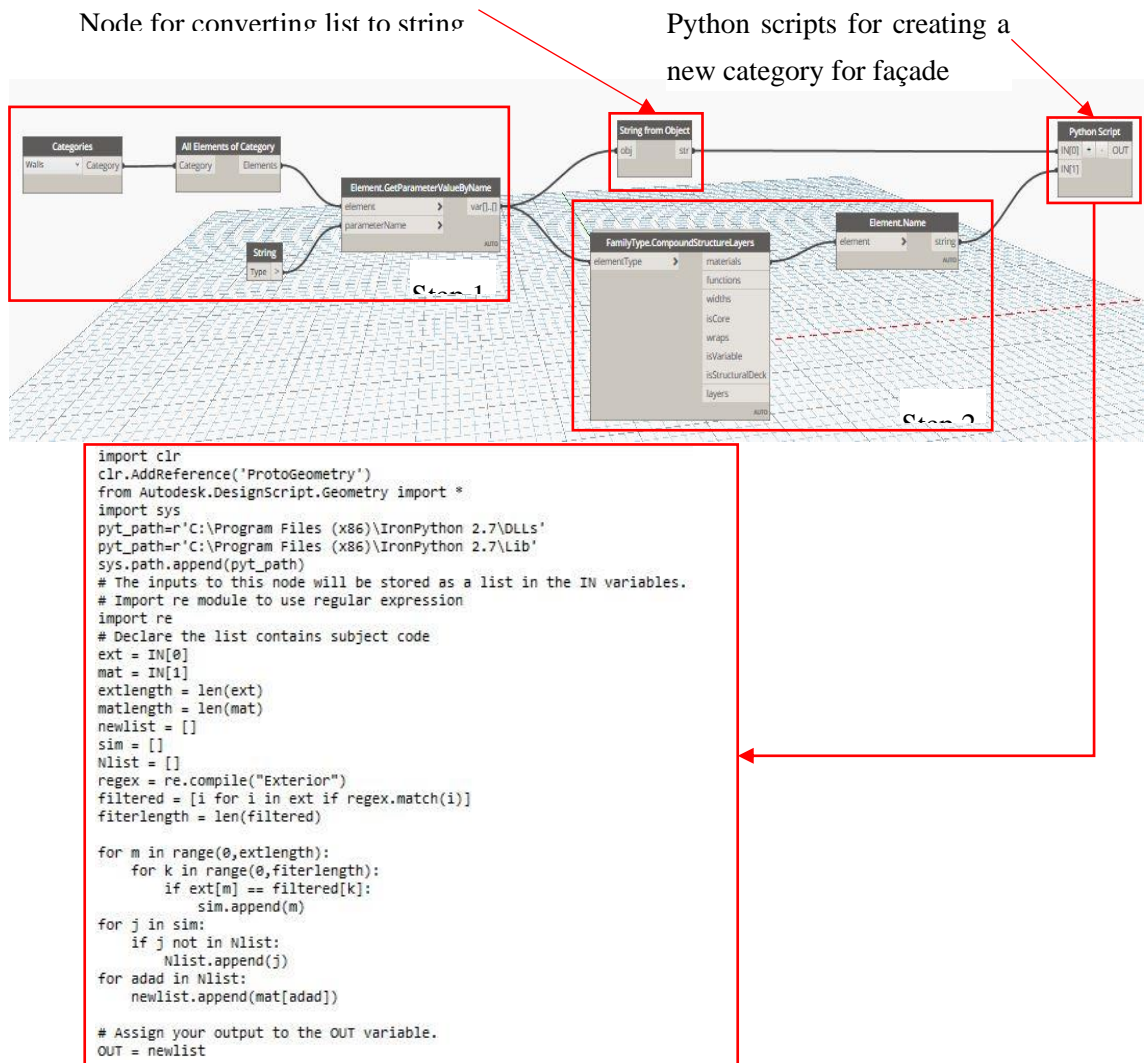 Node for converting list to string
Python scripts for creating a
new category for façade
Categories
Walls Category
All Elements of Category
Category Elements
Element.GetParameterValueByName
element > var[]..[]
parameterName >
AUTO
String
Type >
Step 1
String from Object
obj str
Python Script
IN[0] + - OUT
IN[1]
FamilyType.CompoundStructureLayers
elementType > materials
functions
widths
isCore
wraps
isVariable
isStructuralDeck
layers
AUTO
Element.Name
element > string
AUTO
Step 2
import clr
clr.AddReference('ProtoGeometry')
from Autodesk.DesignScript.Geometry import *
import sys
pyt_path=r'C:\Program Files (x86)\IronPython 2.7\DLLs'
pyt_path=r'C:\Program Files (x86)\IronPython 2.7\Lib'
sys.path.append(pyt_path)
# The inputs to this node will be stored as a list in the IN variables.
# Import re module to use regular expression
import re
# Declare the list contains subject code
ext = IN[0]
mat = IN[1]
extlength = len(ext)
matlength = len(mat)
newlist = []
sim = []
Nlist = []
regex = re.compile("Exterior")
filtered = [i for i in ext if regex.match(i)]
fiterlength = len(filtered)
for m in range(0,extlength):
    for k in range(0,fiterlength):
        if ext[m] == filtered[k]:
            sim.append(m)
for j in sim:
    if j not in Nlist:
        Nlist.append(j)
for adad in Nlist:
    newlist.append(mat[adad])
# Assign your output to the OUT variable.
OUT = newlist